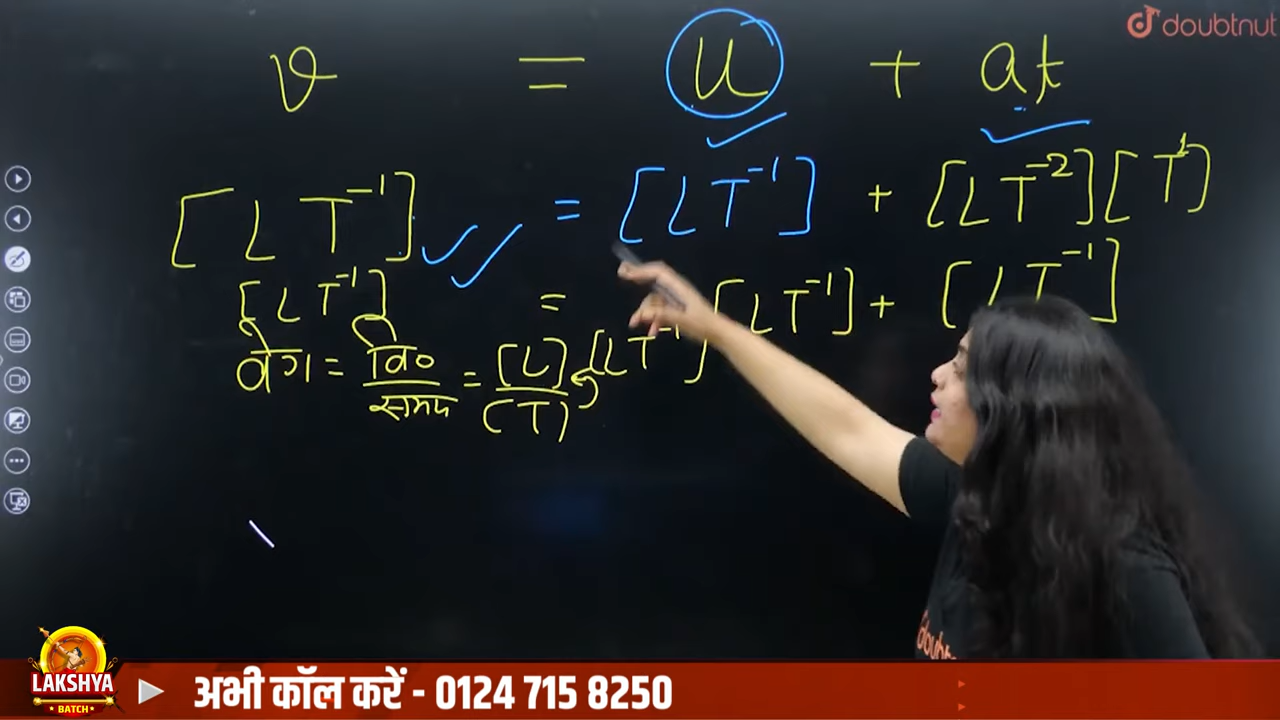 doubtnut
v = u + at
[LT⁻¹] = [LT⁻¹] + [LT⁻²][T¹]
[LT⁻¹] = [LT⁻¹] + [LT⁻¹]
वेग = वि०/समय = [L]/[T] = [LT⁻¹]
doubtn
LAKSHYA
BATCH
अभी कॉल करें - 0124 715 8250